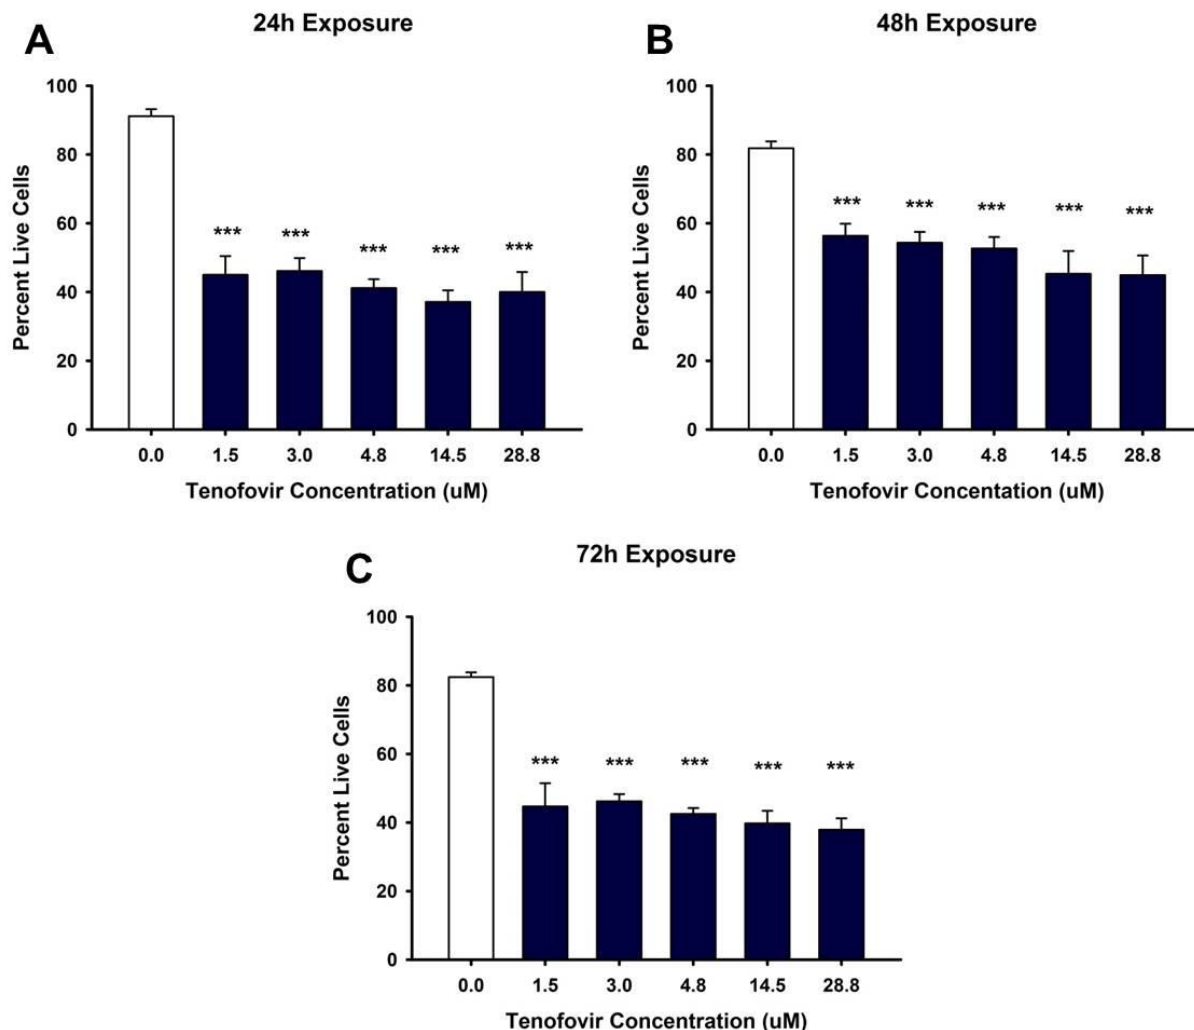 A
24h Exposure
100
80
60
40
20
0
Percent Live Cells
*** *** *** *** ***
0.0 1.5 3.0 4.8 14.5 28.8
Tenofovir Concentration (uM)
B
48h Exposure
100
80
60
40
20
0
Percent Live Cells
*** *** *** *** ***
0.0 1.5 3.0 4.8 14.5 28.8
Tenofovir Concentation (uM)
C
72h Exposure
100
80
60
40
20
0
Percent Live Cells
*** *** *** *** ***
0.0 1.5 3.0 4.8 14.5 28.8
Tenofovir Concentration (uM)